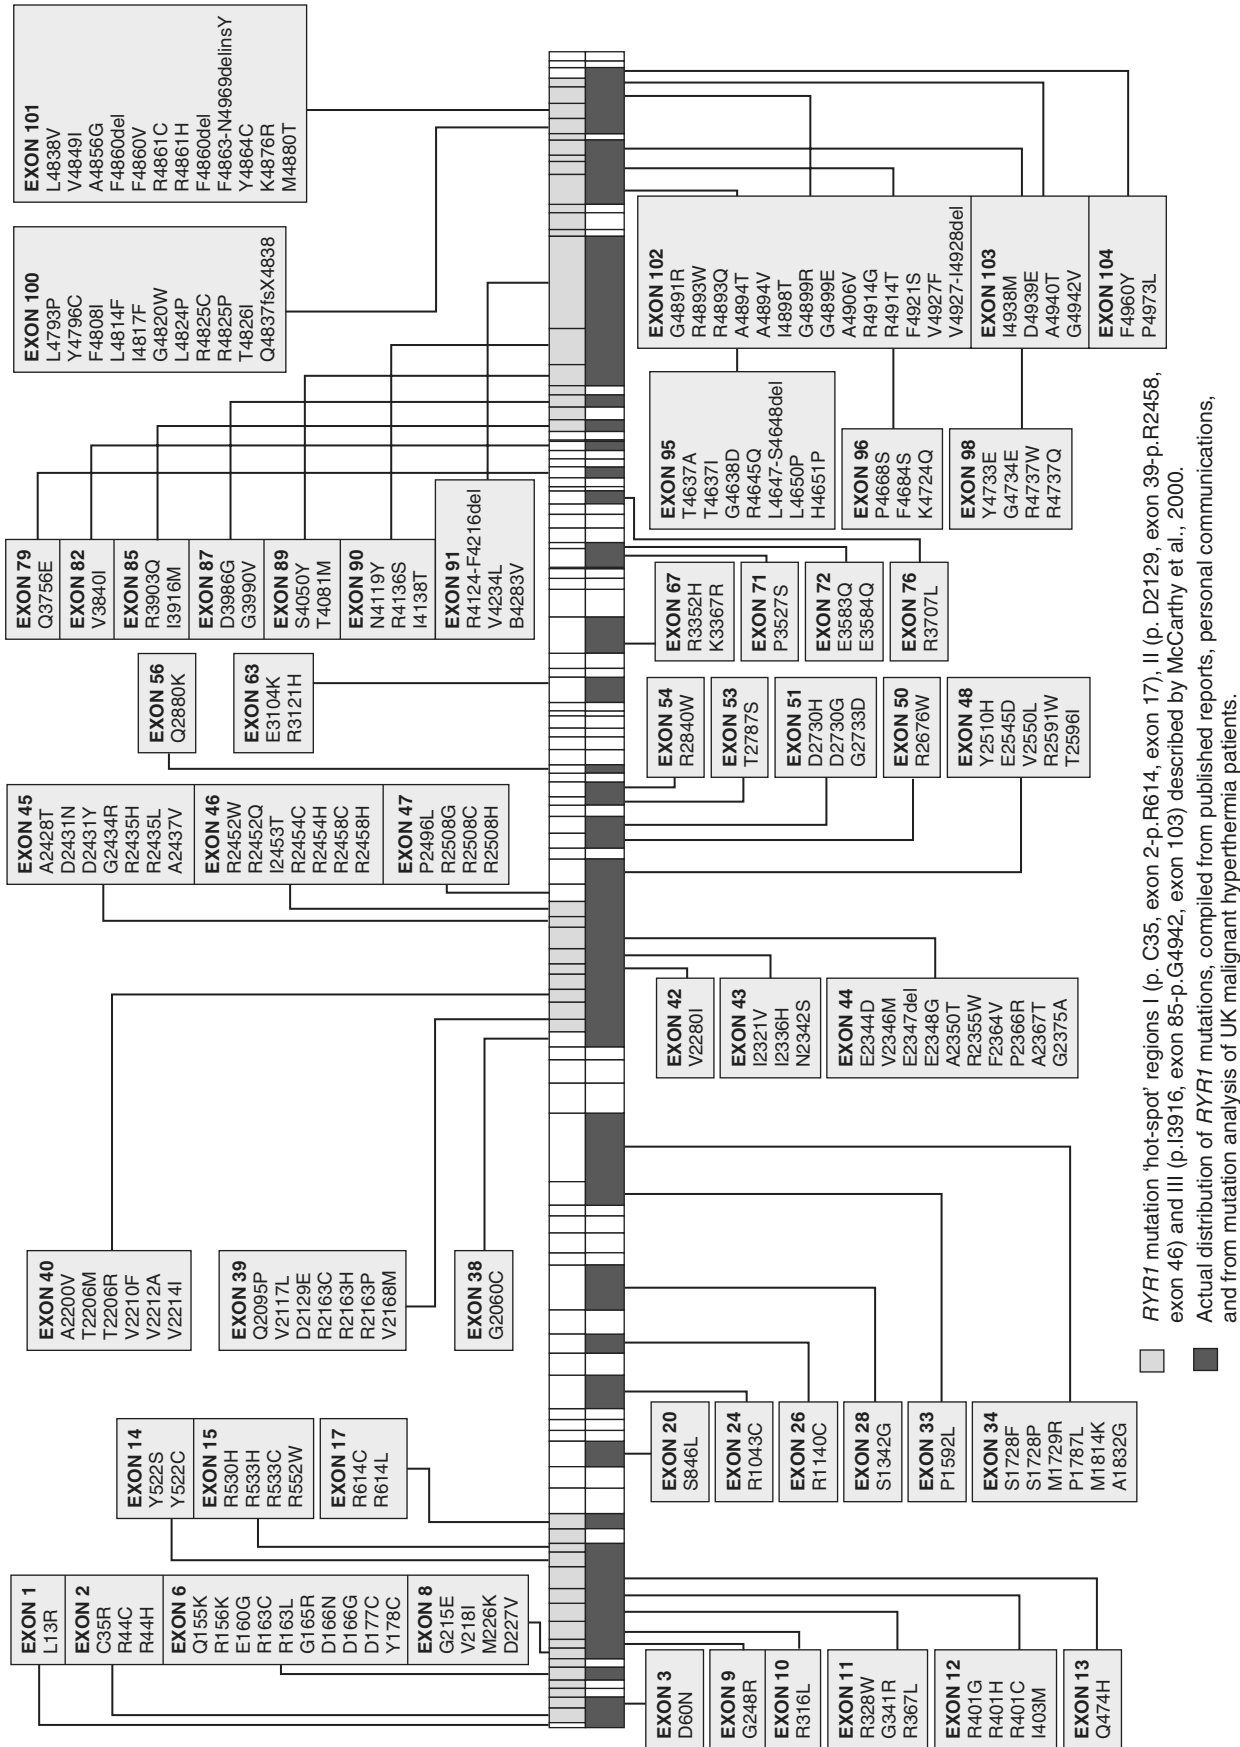 EXON 1
L13R
EXON 2
C35R
R44C
R44H
EXON 6
Q155K
R156K
E160G
R163C
R163L
G165R
D166N
D166G
D177C
Y178C
EXON 8
G215E
V218I
M226K
D227V
EXON 14
Y522S
Y522C
EXON 15
R530H
R533H
R533C
R552W
EXON 17
R614C
R614L
EXON 40
A2200V
T2206M
T2206R
V2210F
V2212A
V2214I
EXON 39
Q2095P
V2117L
D2129E
R2163C
R2163H
R2163P
V2168M
EXON 38
G2060C
EXON 45
A2428T
D2431N
D2431Y
G2434R
R2435H
R2435L
A2437V
EXON 46
R2452W
R2452Q
I2453T
R2454C
R2454H
R2458C
R2458H
EXON 47
P2496L
R2508G
R2508C
R2508H
EXON 56
Q2880K
EXON 63
E3104K
R3121H
EXON 79
Q3756E
EXON 82
V3840I
EXON 85
R3903Q
I3916M
EXON 87
D3986G
G3990V
EXON 89
S4050Y
T4081M
EXON 90
N4119Y
R4136S
I4138T
EXON 91
R4124-F4216del
V4234L
B4283V
EXON 100
L4793P
Y4796C
F4808I
L4814F
I4817F
G4820W
L4824P
R4825C
R4825P
T4826I
Q4837fsX4838
EXON 101
L4838V
V4849I
A4856G
F4860del
F4860V
R4861C
R4861H
F4860del
F4863-N4969delinsY
Y4864C
K4876R
M4880T
EXON 3
D60N
EXON 9
G248R
EXON 10
R316L
EXON 11
R328W
G341R
R367L
EXON 12
R401G
R401H
R401C
I403M
EXON 13
Q474H
EXON 20
S846L
EXON 24
R1043C
EXON 26
R1140C
EXON 28
S1342G
EXON 33
P1592L
EXON 34
S1728F
S1728P
M1729R
P1787L
M1814K
A1832G
EXON 42
V2280I
EXON 43
I2321V
I2336H
N2342S
EXON 44
E2344D
V2346M
E2347del
E2348G
A2350T
R2355W
F2364V
P2366R
A2367T
G2375A
EXON 54
R2840W
EXON 53
T2787S
EXON 51
D2730H
D2730G
G2733D
EXON 50
R2676W
EXON 48
Y2510H
E2545D
V2550L
R2591W
T2596I
EXON 67
R3352H
K3367R
EXON 71
P3527S
EXON 72
E3583Q
E3584Q
EXON 76
R3707L
EXON 95
T4637A
T4637I
G4638D
R4645Q
L4647-S4648del
L4650P
H4651P
EXON 96
P4668S
F4684S
K4724Q
EXON 98
Y4733E
G4734E
R4737W
R4737Q
EXON 102
G4891R
R4893W
R4893Q
A4894T
A4894V
I4898T
G4899R
G4899E
A4906V
R4914G
R4914T
F4921S
V4927F
V4927-I4928del
EXON 103
I4938M
D4939E
A4940T
G4942V
EXON 104
F4960Y
P4973L
RYR1 mutation ‘hot-spot’ regions I (p. C35, exon 2-p.R614, exon 17), II (p. D2129, exon 39-p.R2458,
exon 46) and III (p.I3916, exon 85-p.G4942, exon 103) described by McCarthy et al., 2000.
Actual distribution of RYR1 mutations, compiled from published reports, personal communications,
and from mutation analysis of UK malignant hyperthermia patients.